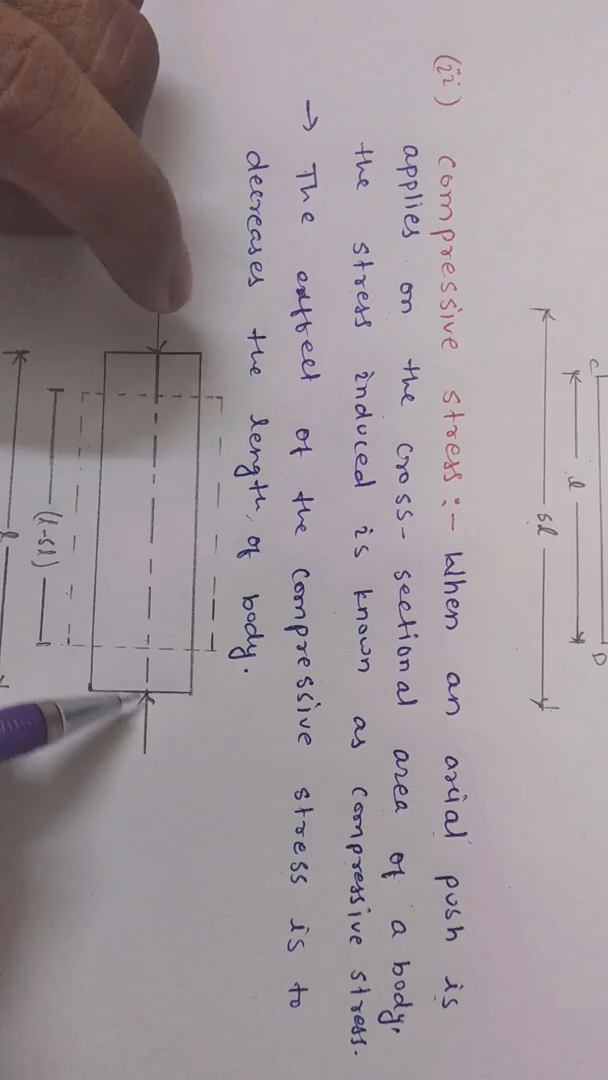 C
D
l
δl
(ii) compressive stress:- When an axial push is
applies on the cross-sectional area of a body,
the stress induced is known as compressive stress.
→ The effect of the compressive stress is to
decreases the length, of body.
(l-δl)
l